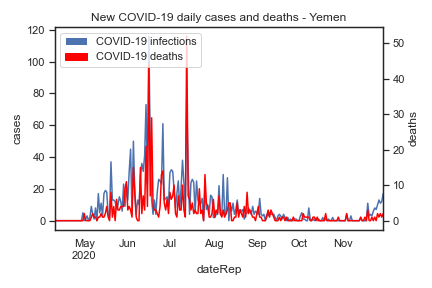 New COVID-19 daily cases and deaths - Yemen
COVID-19 infections
COVID-19 deaths
120
100
80
60
40
20
0
cases
50
40
30
20
10
0
deaths
May Jun Jul Aug Sep Oct Nov
2020
dateRep